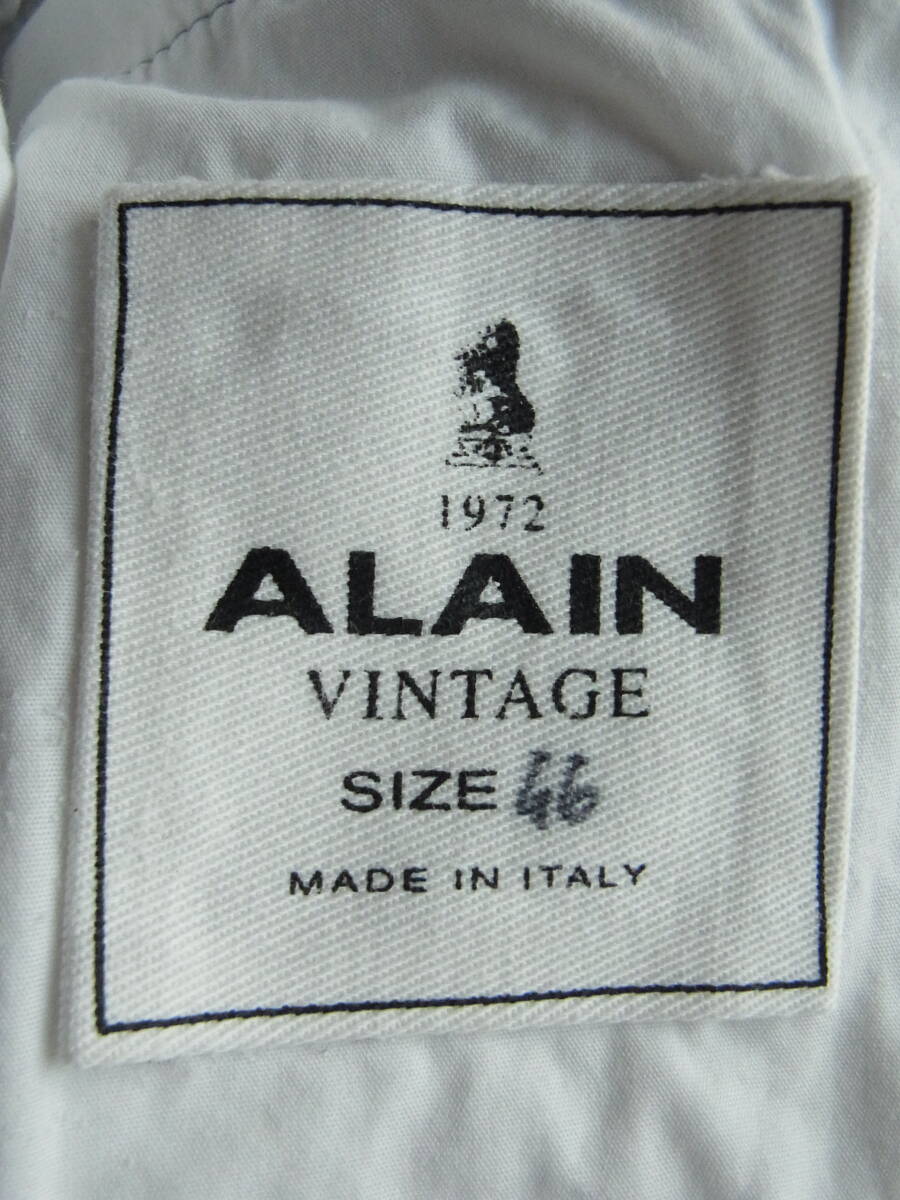 1972
ALAIN
VINTAGE
SIZE 46
MADE IN ITALY